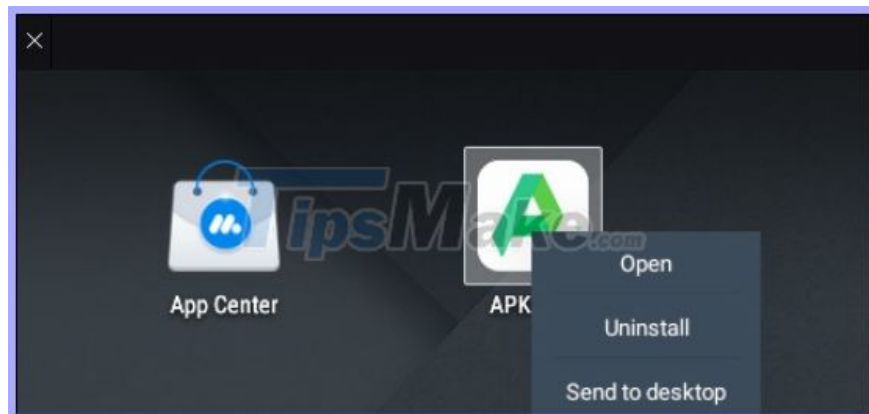 TipsMake.com
App Center
APK
Open
Uninstall
Send to desktop